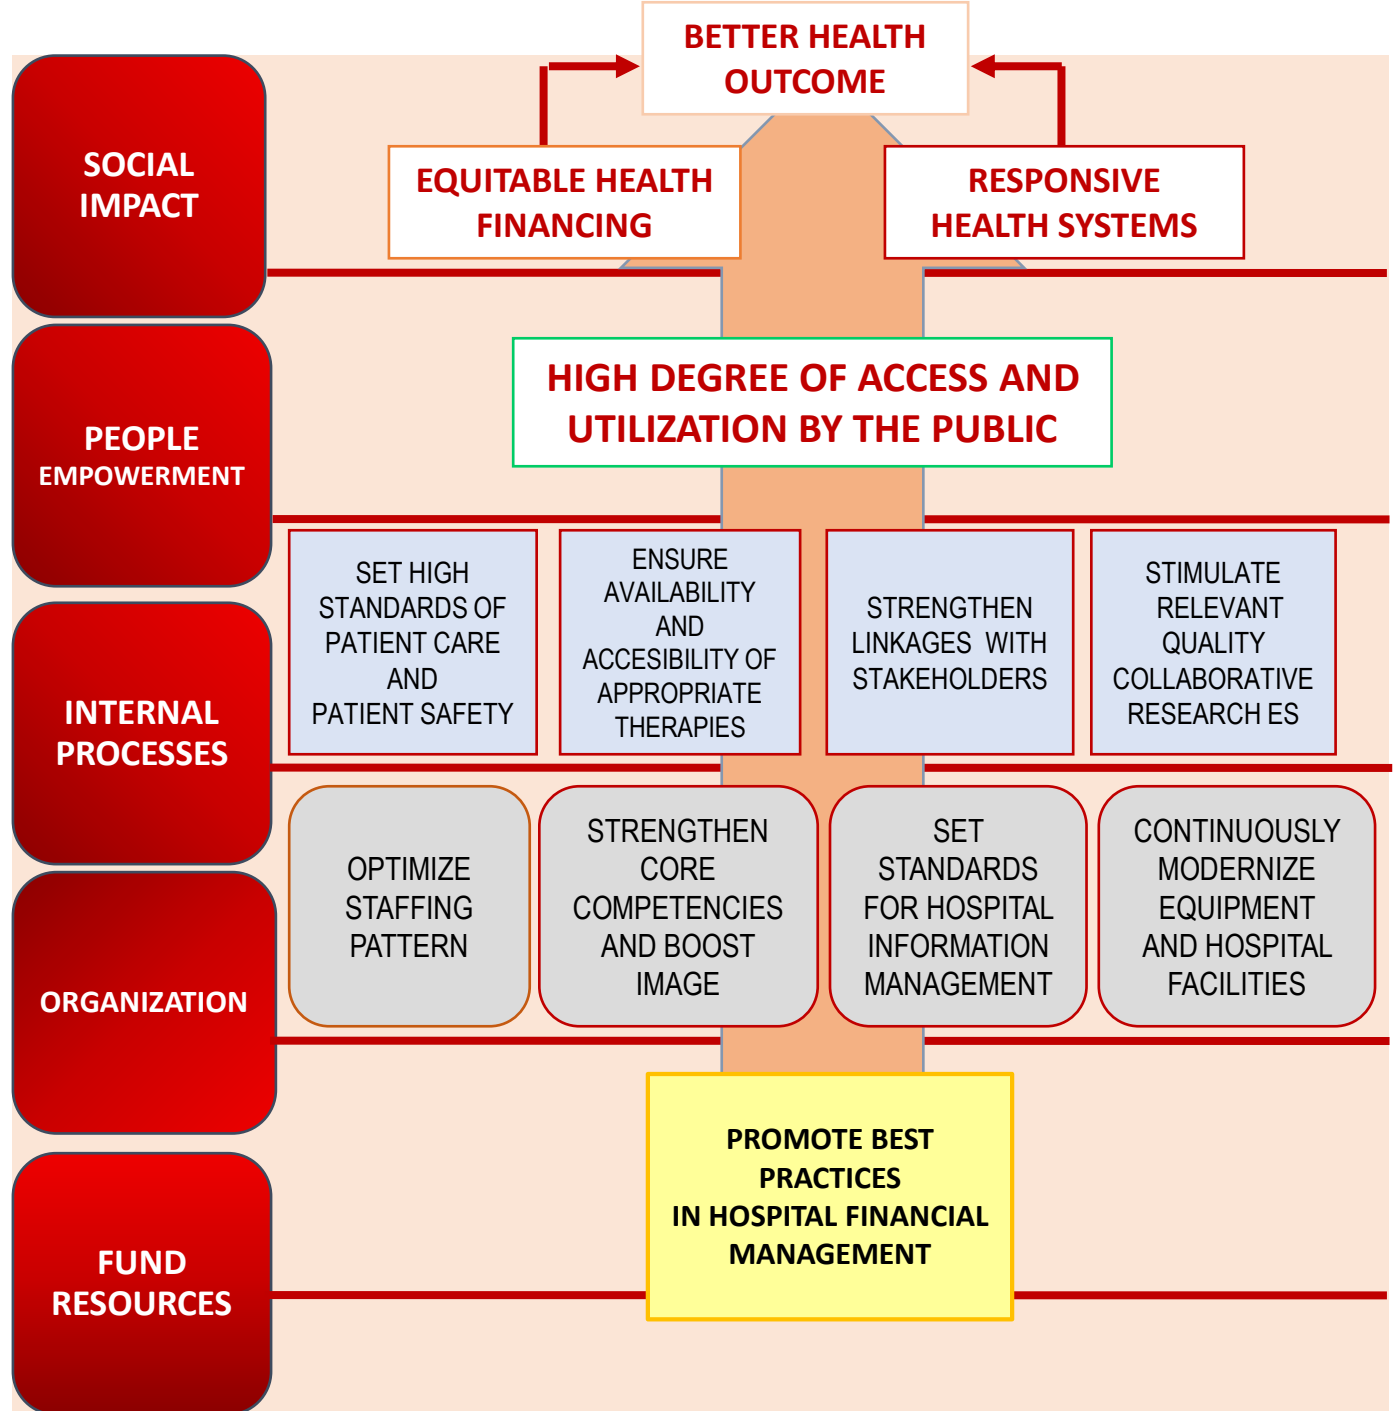 BETTER HEALTH
OUTCOME
SOCIAL
IMPACT
EQUITABLE HEALTH
FINANCING
RESPONSIVE
HEALTH SYSTEMS
PEOPLE
EMPOWERMENT
HIGH DEGREE OF ACCESS AND
UTILIZATION BY THE PUBLIC
INTERNAL
PROCESSES
SET HIGH
STANDARDS OF
PATIENT CARE
AND
PATIENT SAFETY
ENSURE
AVAILABILITY
AND
ACCESIBILITY OF
APPROPRIATE
THERAPIES
STRENGTHEN
LINKAGES WITH
STAKEHOLDERS
STIMULATE
RELEVANT
QUALITY
COLLABORATIVE
RESEARCH ES
ORGANIZATION
OPTIMIZE
STAFFING
PATTERN
STRENGTHEN
CORE
COMPETENCIES
AND BOOST
IMAGE
SET
STANDARDS
FOR HOSPITAL
INFORMATION
MANAGEMENT
CONTINUOUSLY
MODERNIZE
EQUIPMENT
AND HOSPITAL
FACILITIES
FUND
RESOURCES
PROMOTE BEST
PRACTICES
IN HOSPITAL FINANCIAL
MANAGEMENT